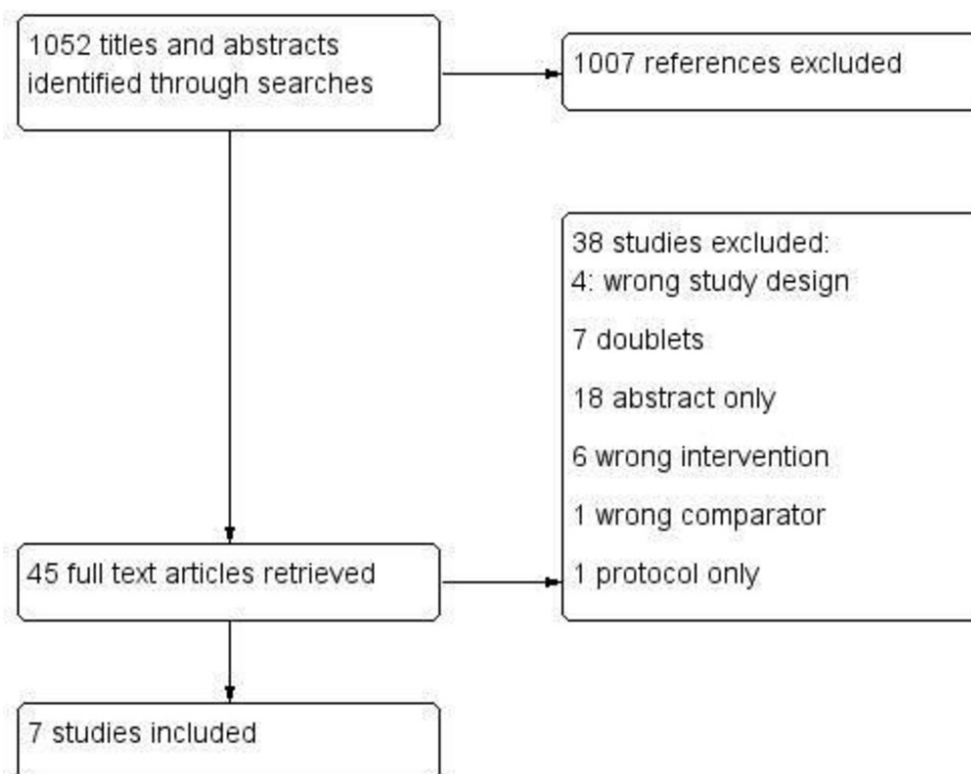 1052 titles and abstracts
identified through searches
1007 references excluded
38 studies excluded:
4: wrong study design
7 doublets
18 abstract only
6 wrong intervention
1 wrong comparator
1 protocol only
45 full text articles retrieved
7 studies included